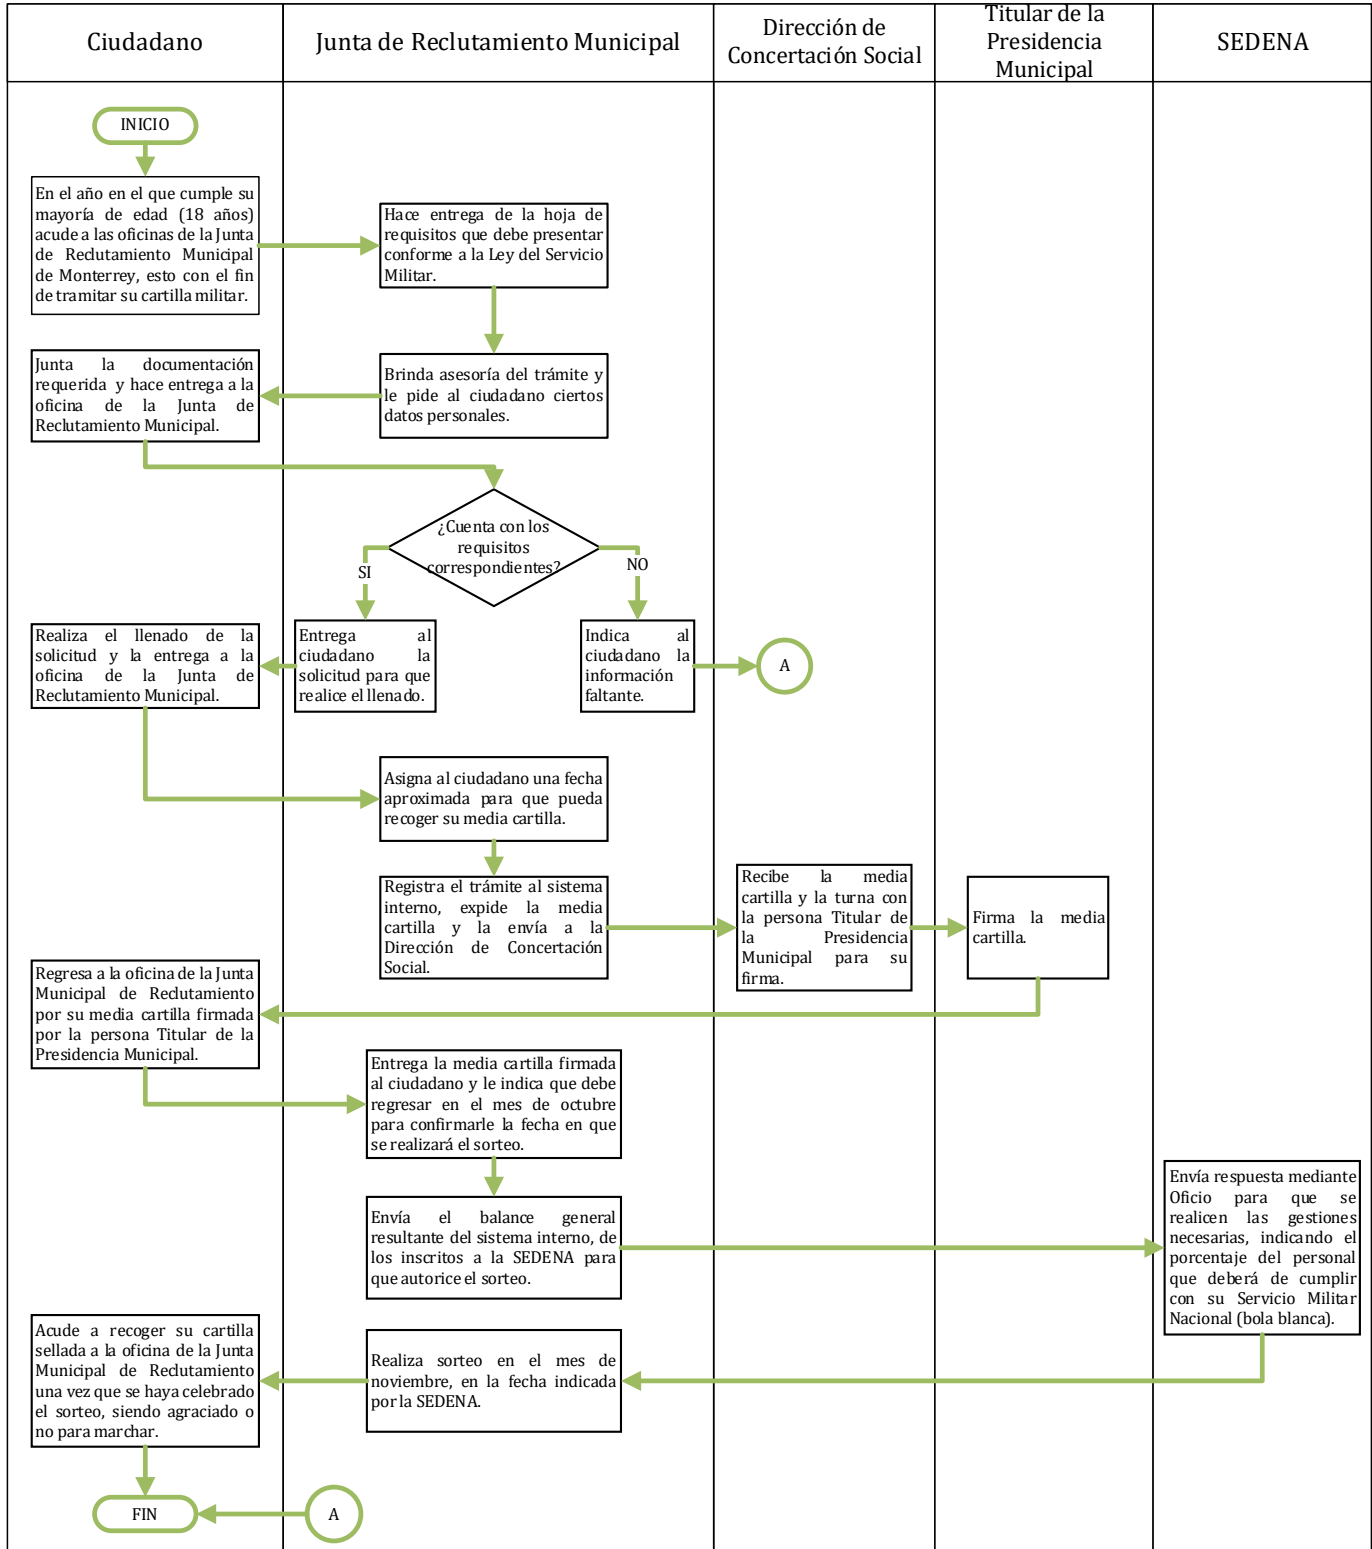 Ciudadano
Junta de Reclutamiento Municipal
Dirección de
Concertación Social
Titular de la
Presidencia
Municipal
SEDENA
INICIO
En el año en el que cumple su
mayoría de edad (18 años)
acude a las oficinas de la Junta
de Reclutamiento Municipal
de Monterrey, esto con el fin
de tramitar su cartilla militar.
Hace entrega de la hoja de
requisitos que debe presentar
conforme a la Ley del Servicio
Militar.
Junta la documentación
requerida y hace entrega a la
oficina de la Junta de
Reclutamiento Municipal.
Brinda asesoría del trámite y
le pide al ciudadano ciertos
datos personales.
¿Cuenta con los
requisitos
correspondientes?
SI
NO
Realiza el llenado de la
solicitud y la entrega a la
oficina de la Junta de
Reclutamiento Municipal.
Entrega al
ciudadano la
solicitud para que
realice el llenado.
Indica al
ciudadano la
información
faltante.
A
Asigna al ciudadano una fecha
aproximada para que pueda
recoger su media cartilla.
Registra el trámite al sistema
interno, expide la media
cartilla y la envía a la
Dirección de Concertación
Social.
Recibe la media
cartilla y la turna con
la persona Titular de
la Presidencia
Municipal para su
firma.
Firma la media
cartilla.
Regresa a la oficina de la Junta
Municipal de Reclutamiento
por su media cartilla firmada
por la persona Titular de la
Presidencia Municipal.
Entrega la media cartilla firmada
al ciudadano y le indica que debe
regresar en el mes de octubre
para confirmarle la fecha en que
se realizará el sorteo.
Envía el balance general
resultante del sistema interno, de
los inscritos a la SEDENA para
que autorice el sorteo.
Envía respuesta mediante
Oficio para que se
realicen las gestiones
necesarias, indicando el
porcentaje del personal
que deberá de cumplir
con su Servicio Militar
Nacional (bola blanca).
Acude a recoger su cartilla
sellada a la oficina de la Junta
Municipal de Reclutamiento
una vez que se haya celebrado
el sorteo, siendo agraciado o
no para marchar.
Realiza sorteo en el mes de
noviembre, en la fecha indicada
por la SEDENA.
FIN
A